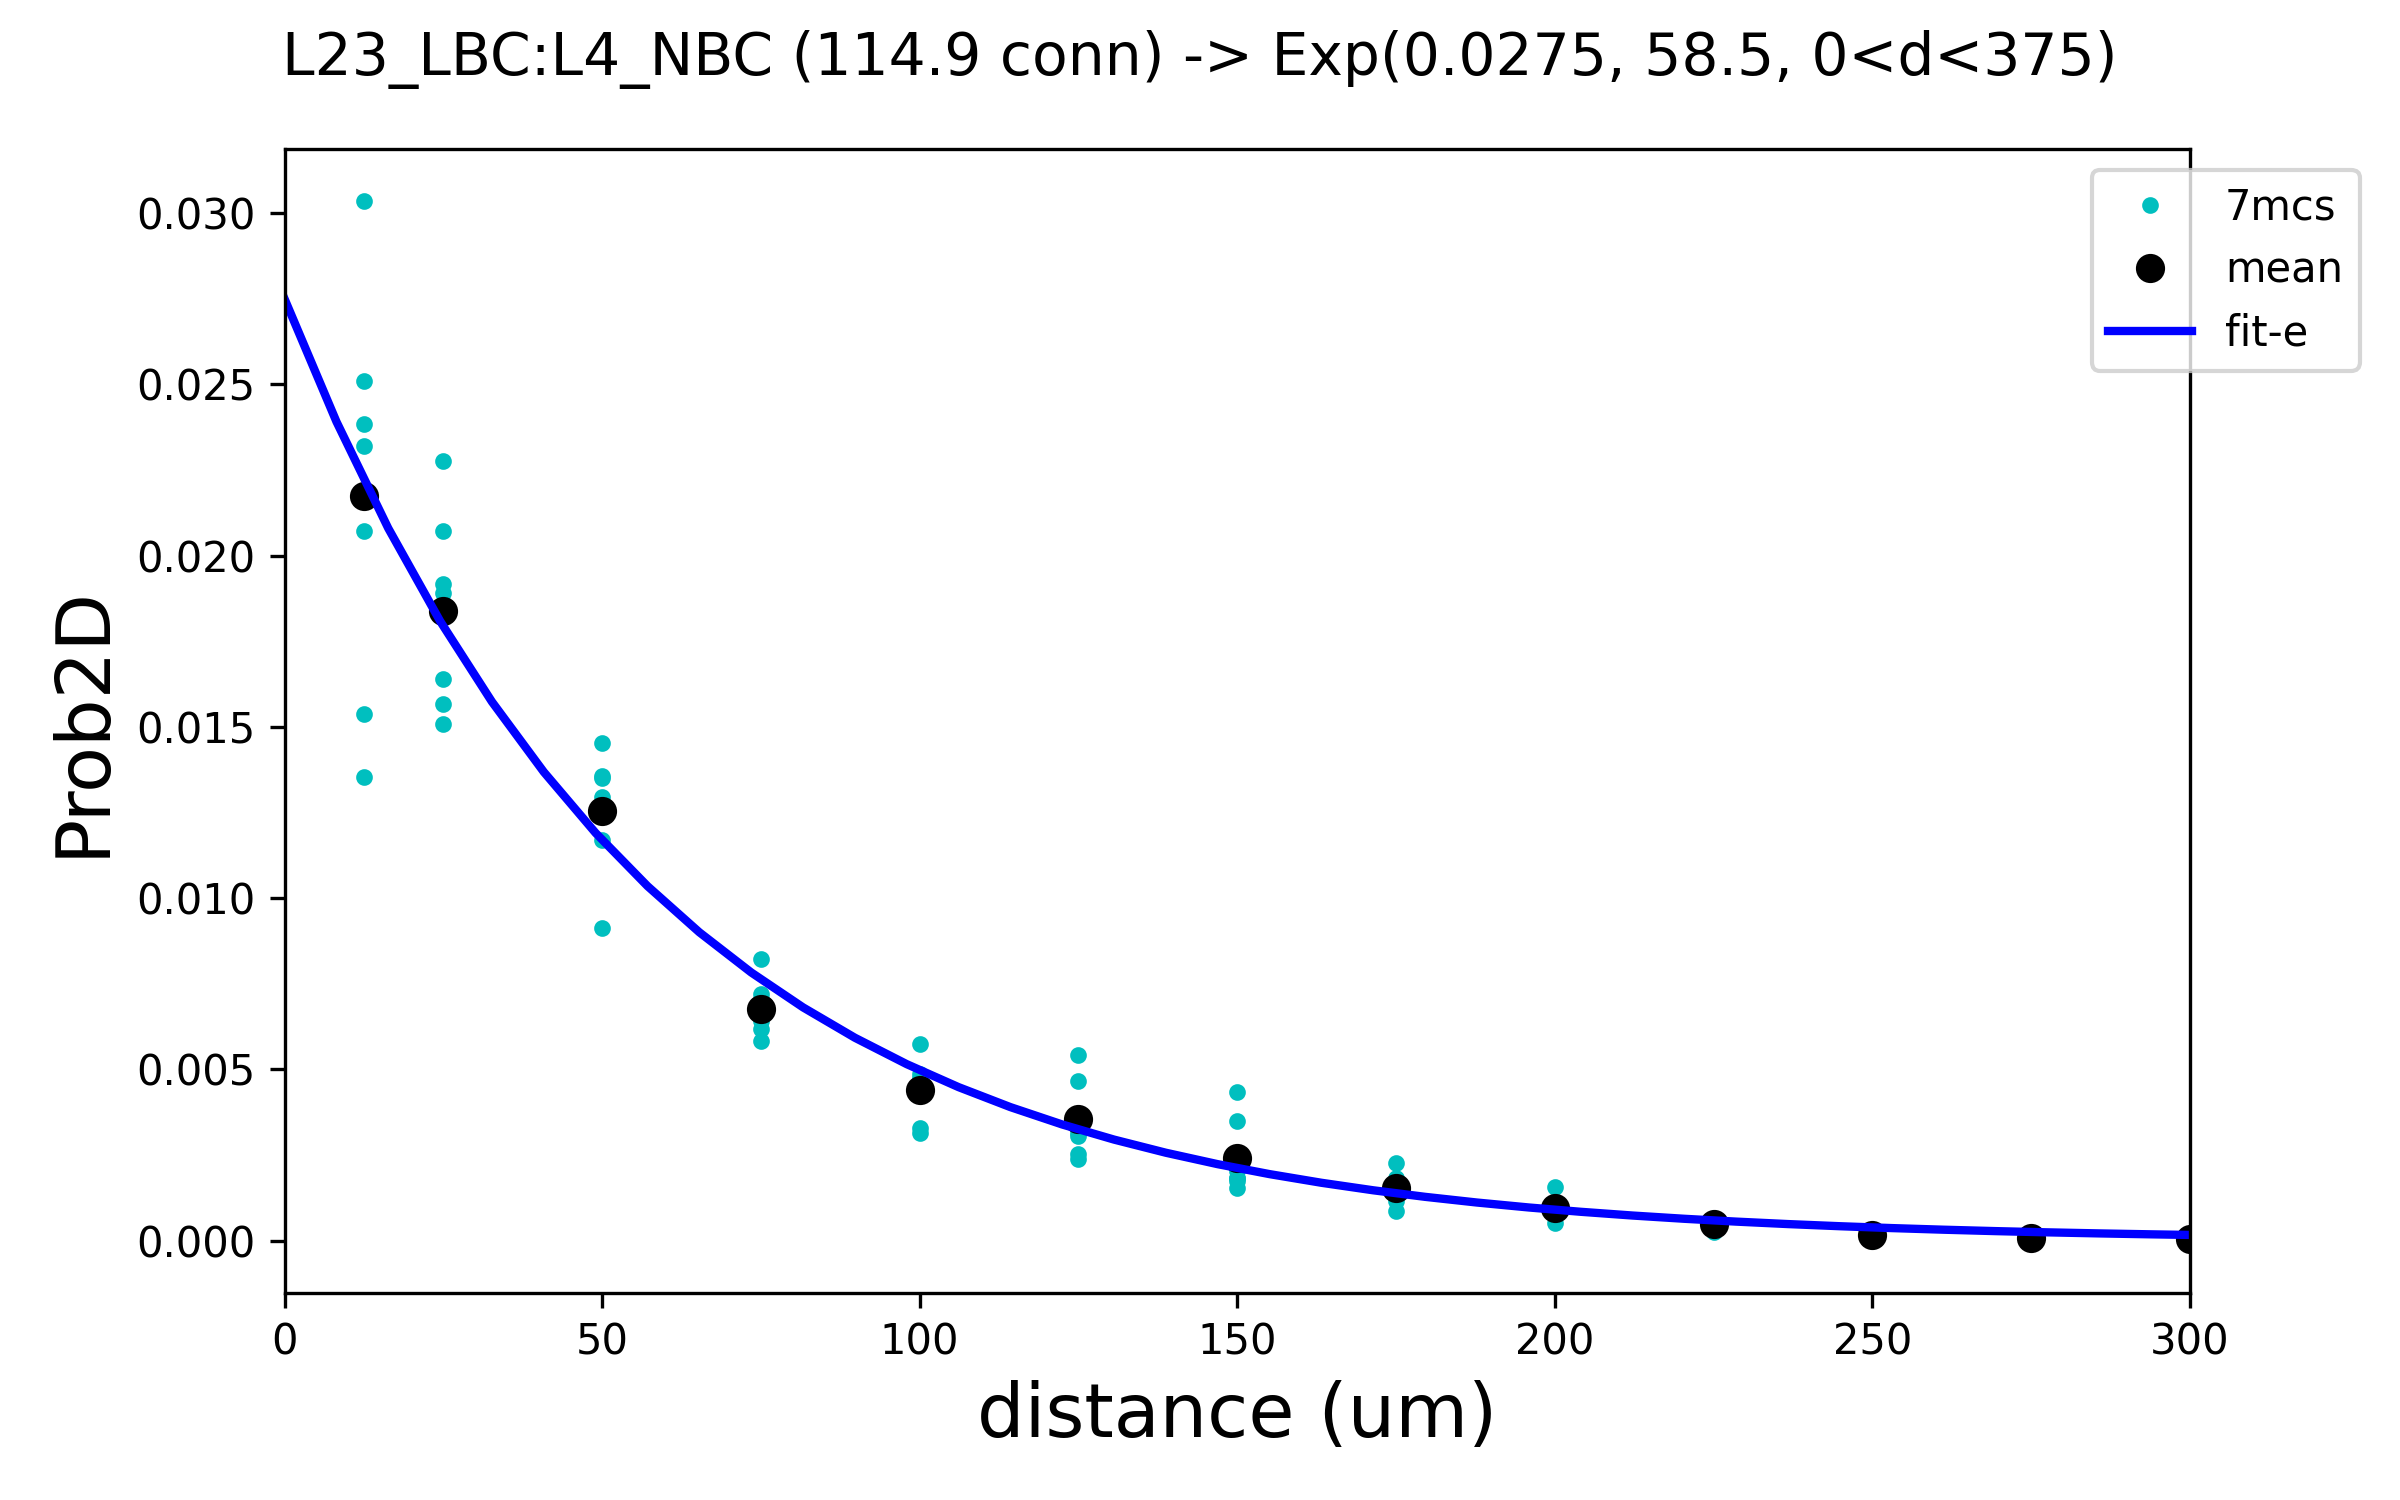 L23_LBC:L4_NBC (114.9 conn) -> Exp(0.0275, 58.5, 0<d<375)
7mcs
mean
fit-e
Prob2D
0.030
0.025
0.020
0.015
0.010
0.005
0.000
0 50 100 150 200 250 300
distance (um)